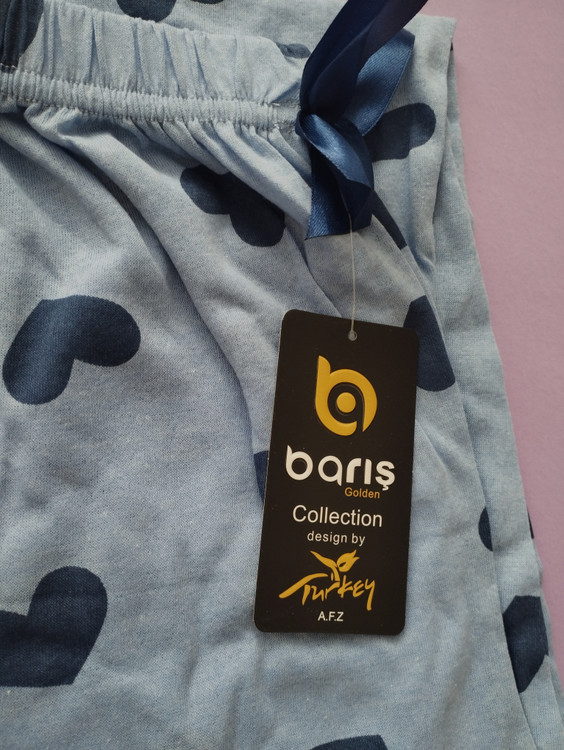 barış
Golden
Collection
design by
Turkey
A.F.Z